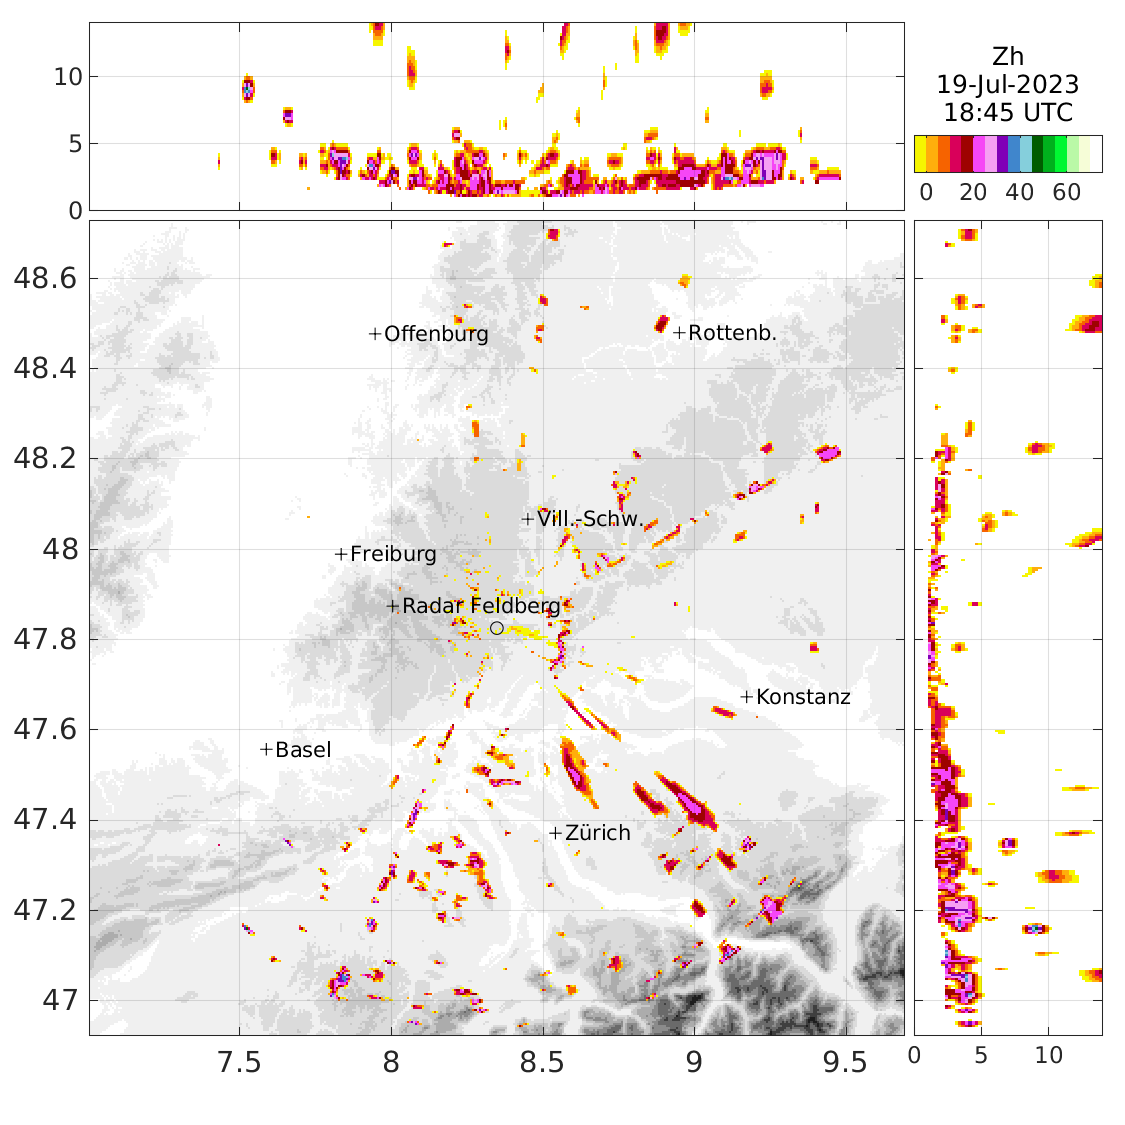 10
5
0
Zh
19-Jul-2023
18:45 UTC
0 20 40 60
48.6
48.4
48.2
48
47.8
47.6
47.4
47.2
47
+Offenburg
+Rottenb.
+Vill.-Schw.
+Freiburg
+Radar Feldberg
+Konstanz
+Basel
+Zürich
7.5 8 8.5 9 9.5
0 5 10